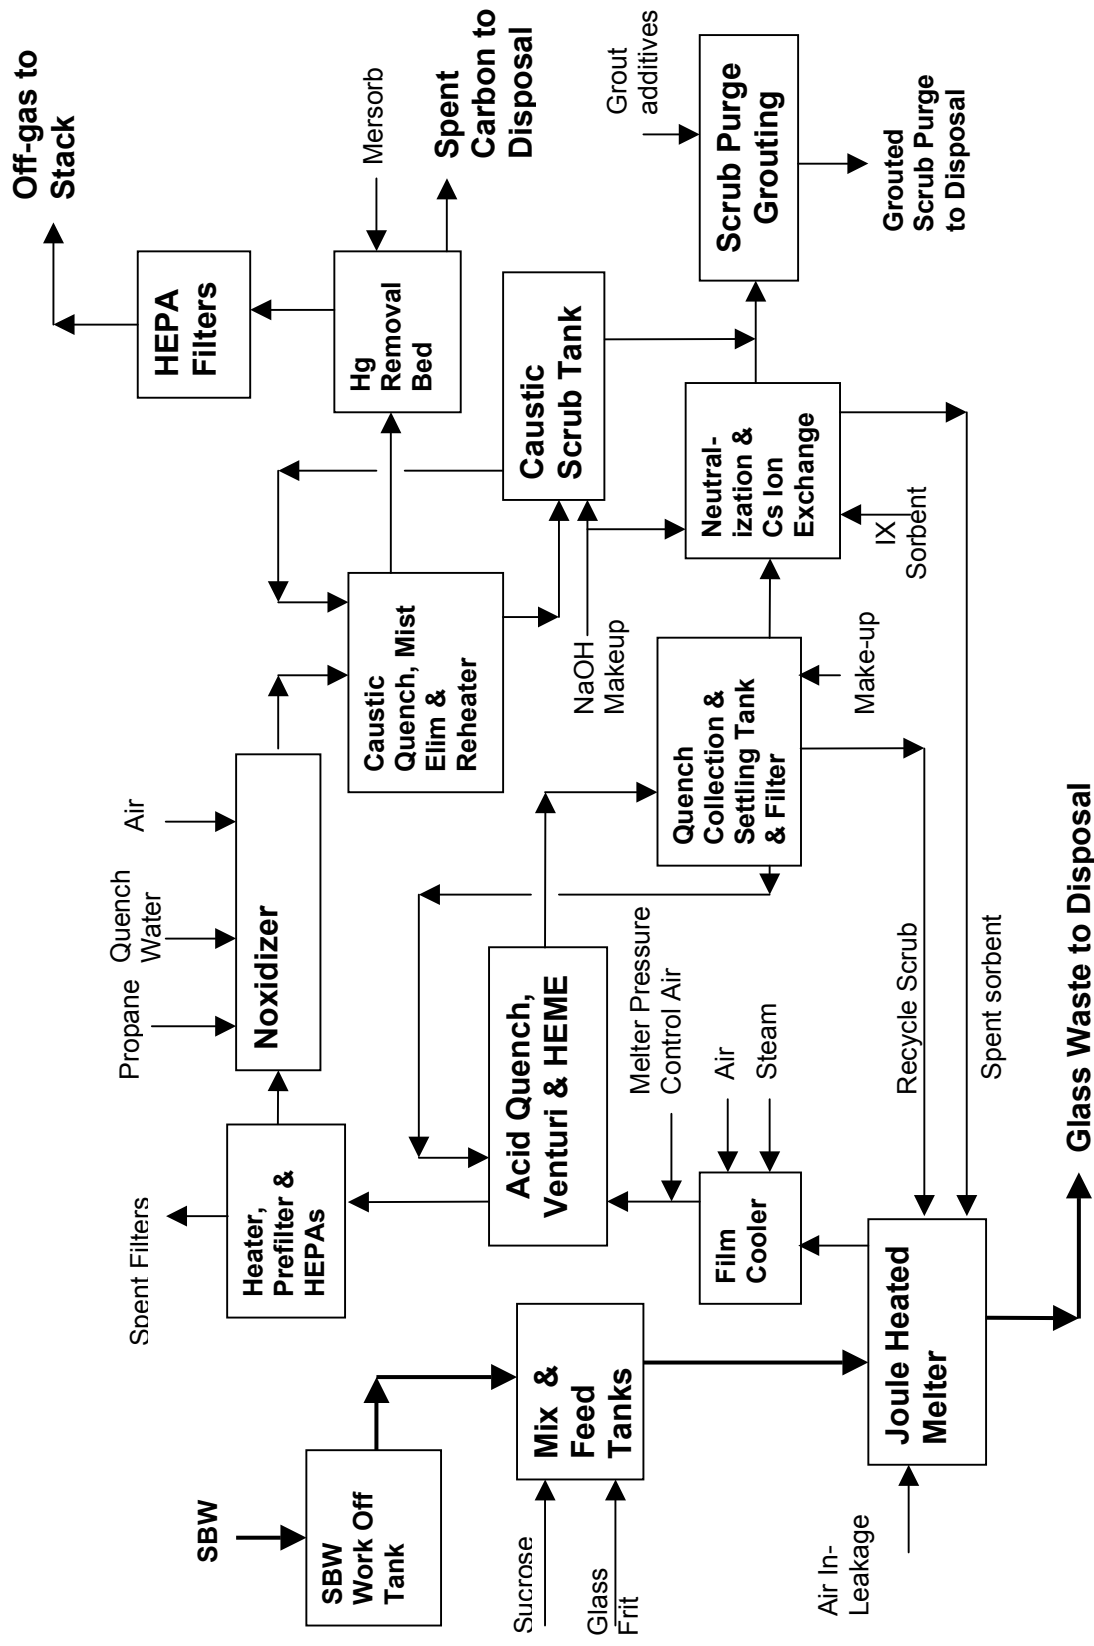 SBW
SBW
Work Off
Tank
Sucrose
Glass
Frit
Mix &
Feed
Tanks
Air In-
Leakage
Joule Heated
Melter
Glass Waste to Disposal
Film
Cooler
Air
Steam
Melter Pressure
Control Air
Recycle Scrub
Spent sorbent
Acid Quench,
Venturi & HEME
Spent Filters
Heater,
Prefilter &
HEPAs
Propane
Quench
Water
Air
Noxidizer
Quench
Collection &
Settling Tank
& Filter
Make-up
Caustic
Quench, Mist
Elim &
Reheater
NaOH
Makeup
Neutral-
ization &
Cs Ion
Exchange
IX
Sorbent
Caustic
Scrub Tank
Hg
Removal
Bed
Mersorb
Spent
Carbon to
Disposal
HEPA
Filters
Off-gas to
Stack
Grout
additives
Scrub Purge
Grouting
Grouted
Scrub Purge
to Disposal